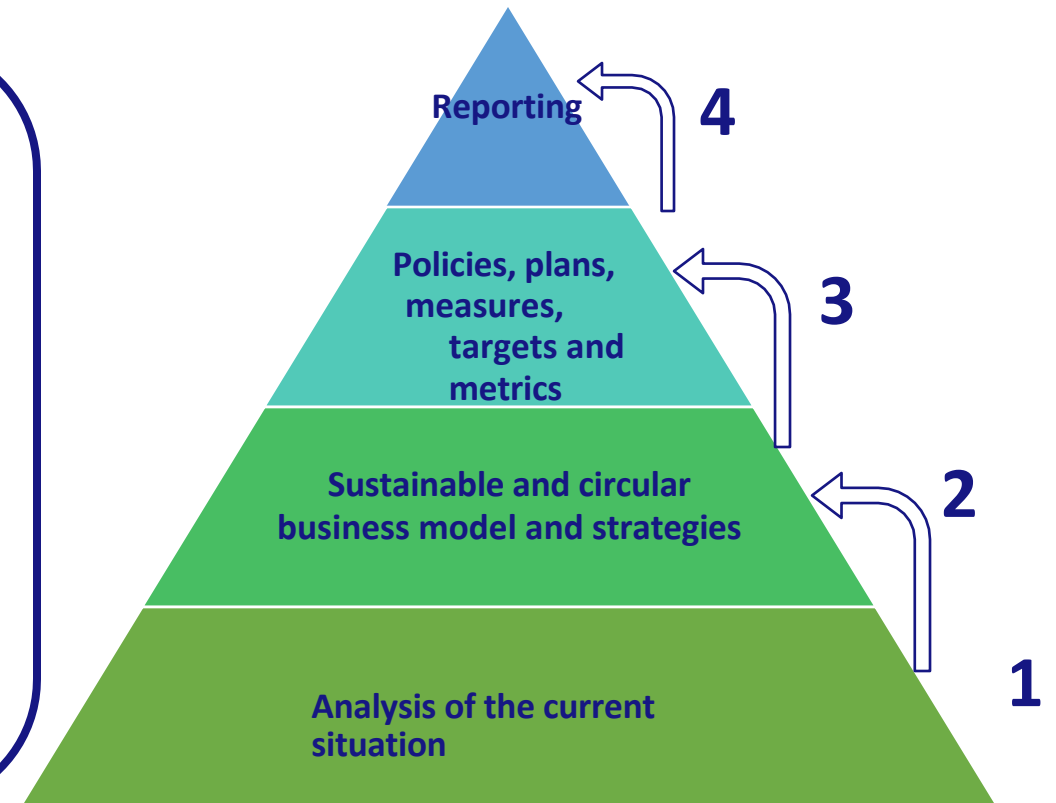 Reporting
4
Policies, plans,
measures,
targets and
metrics
3
Sustainable and circular
business model and strategies
2
Analysis of the current
situation
1